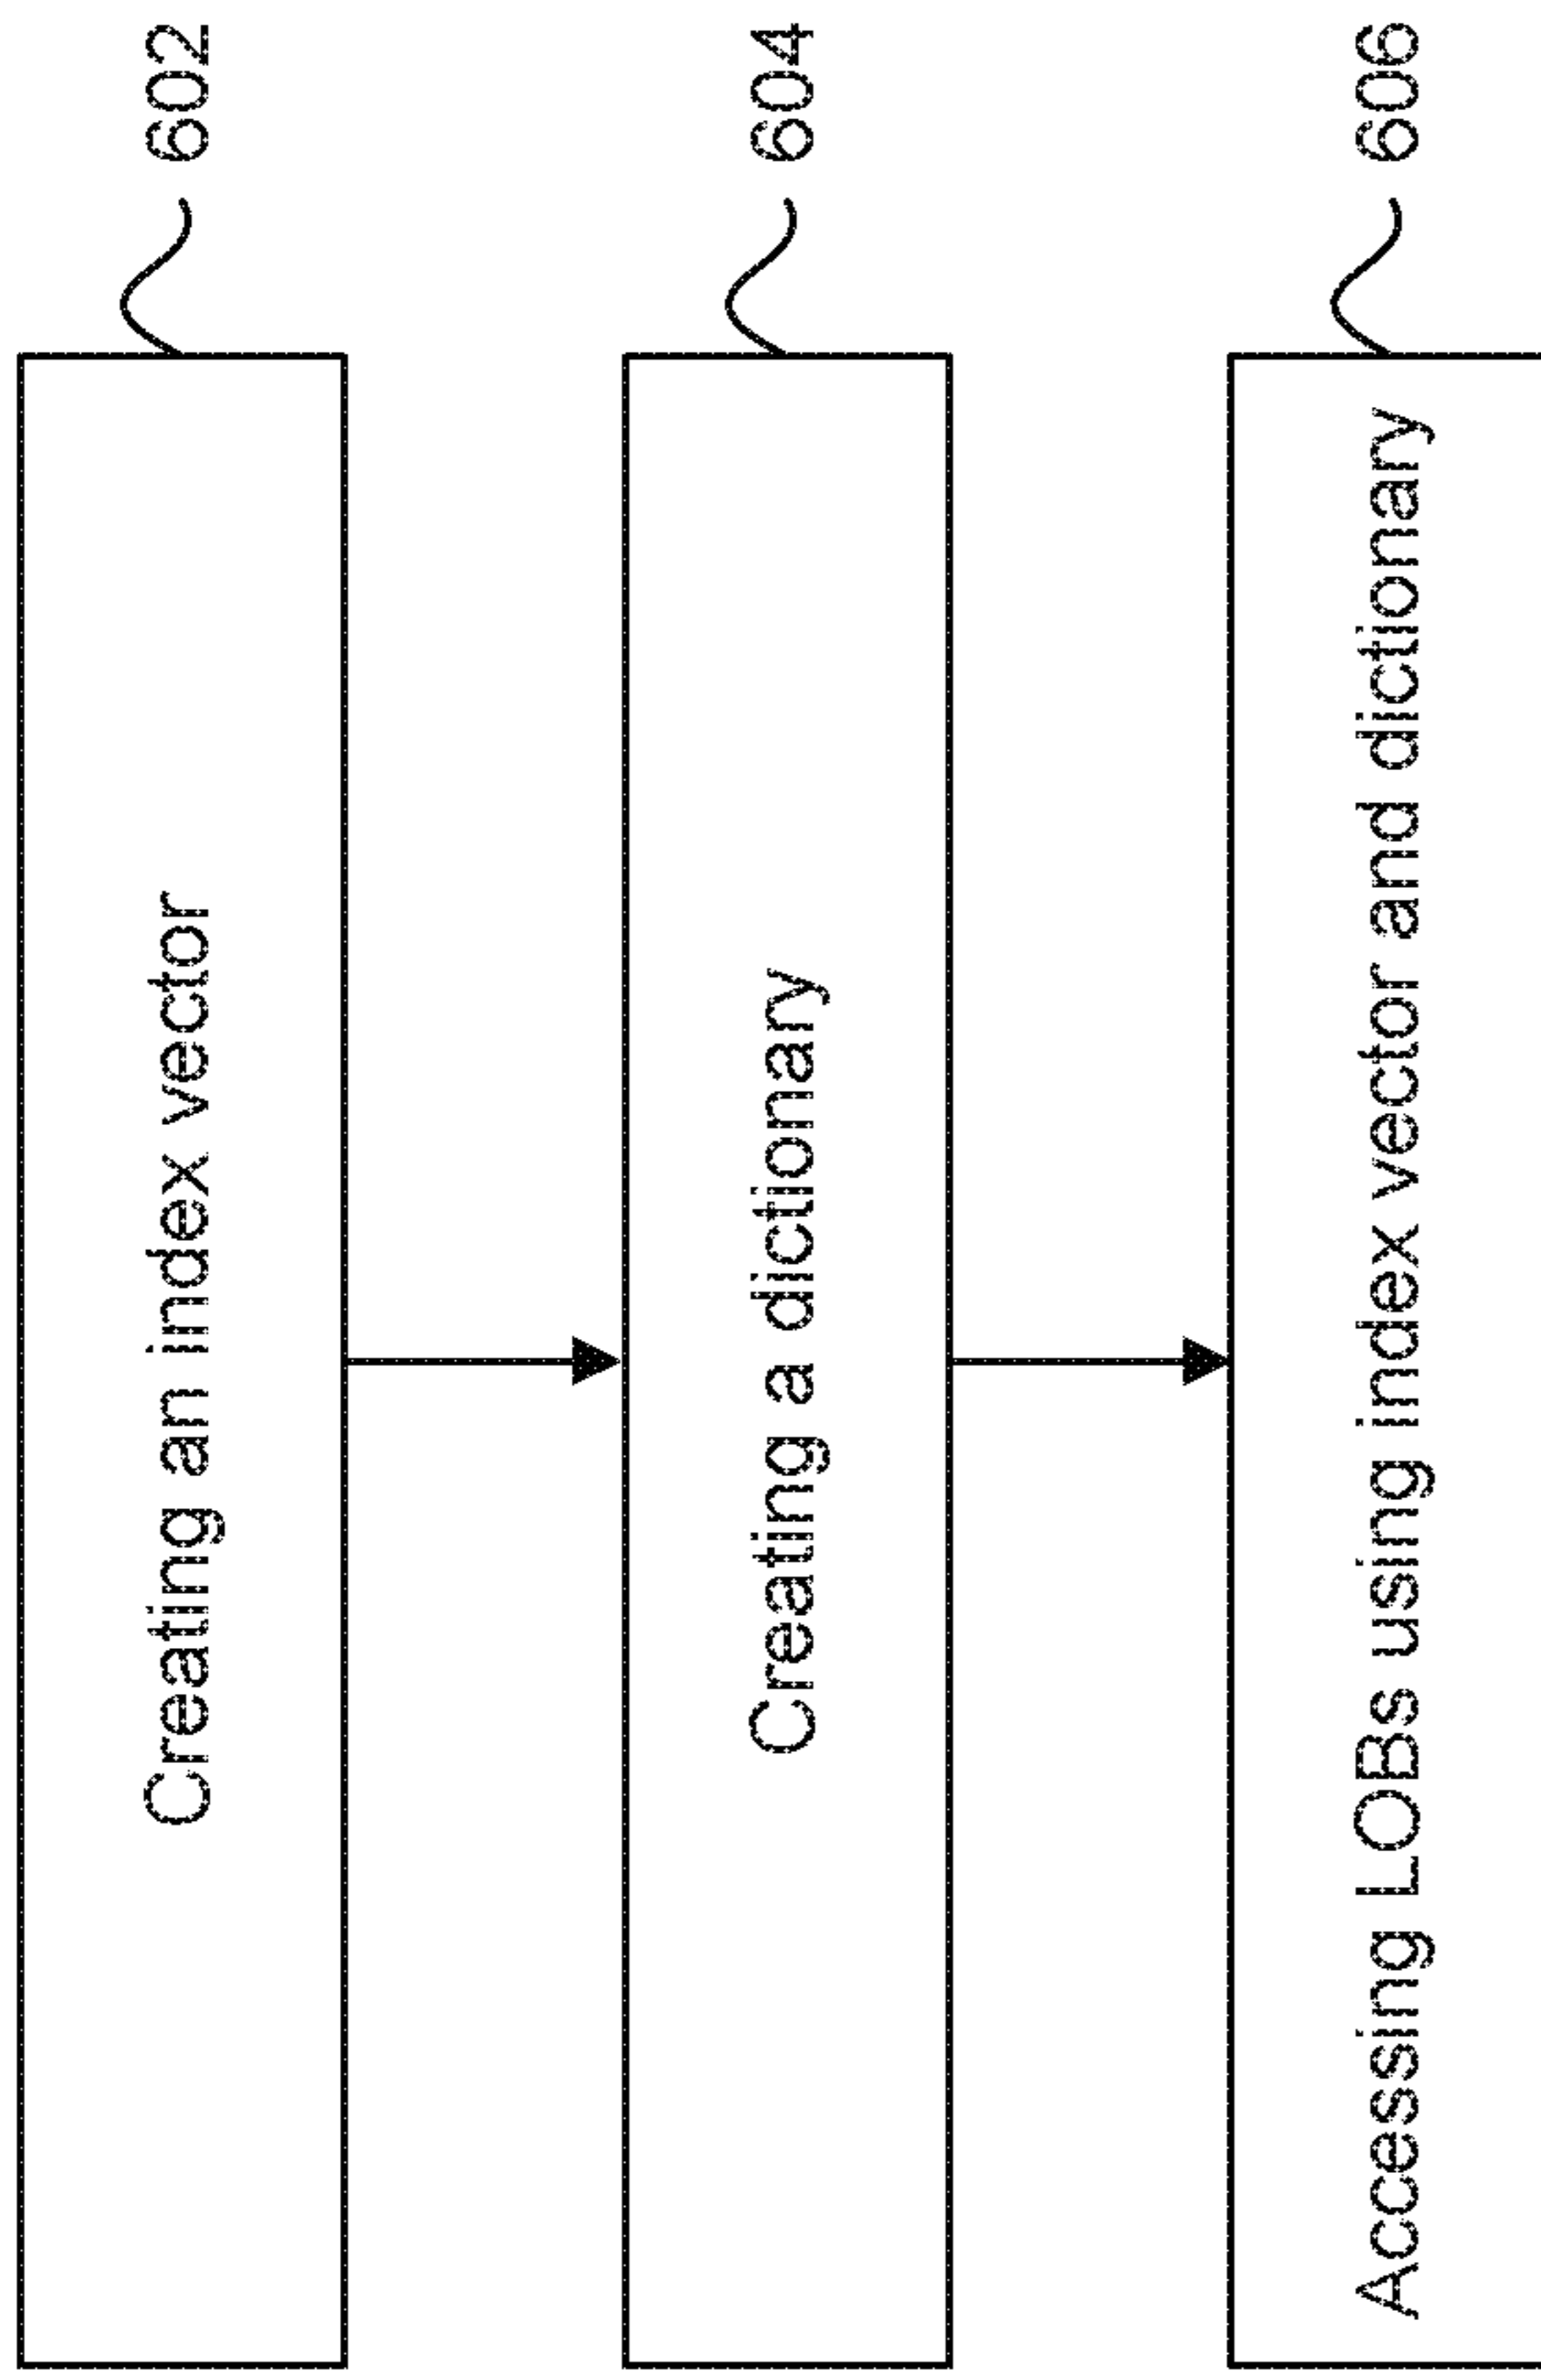 Creating an index vector
602
Creating a dictionary
604
Accessing LOBs using index vector and dictionary
606